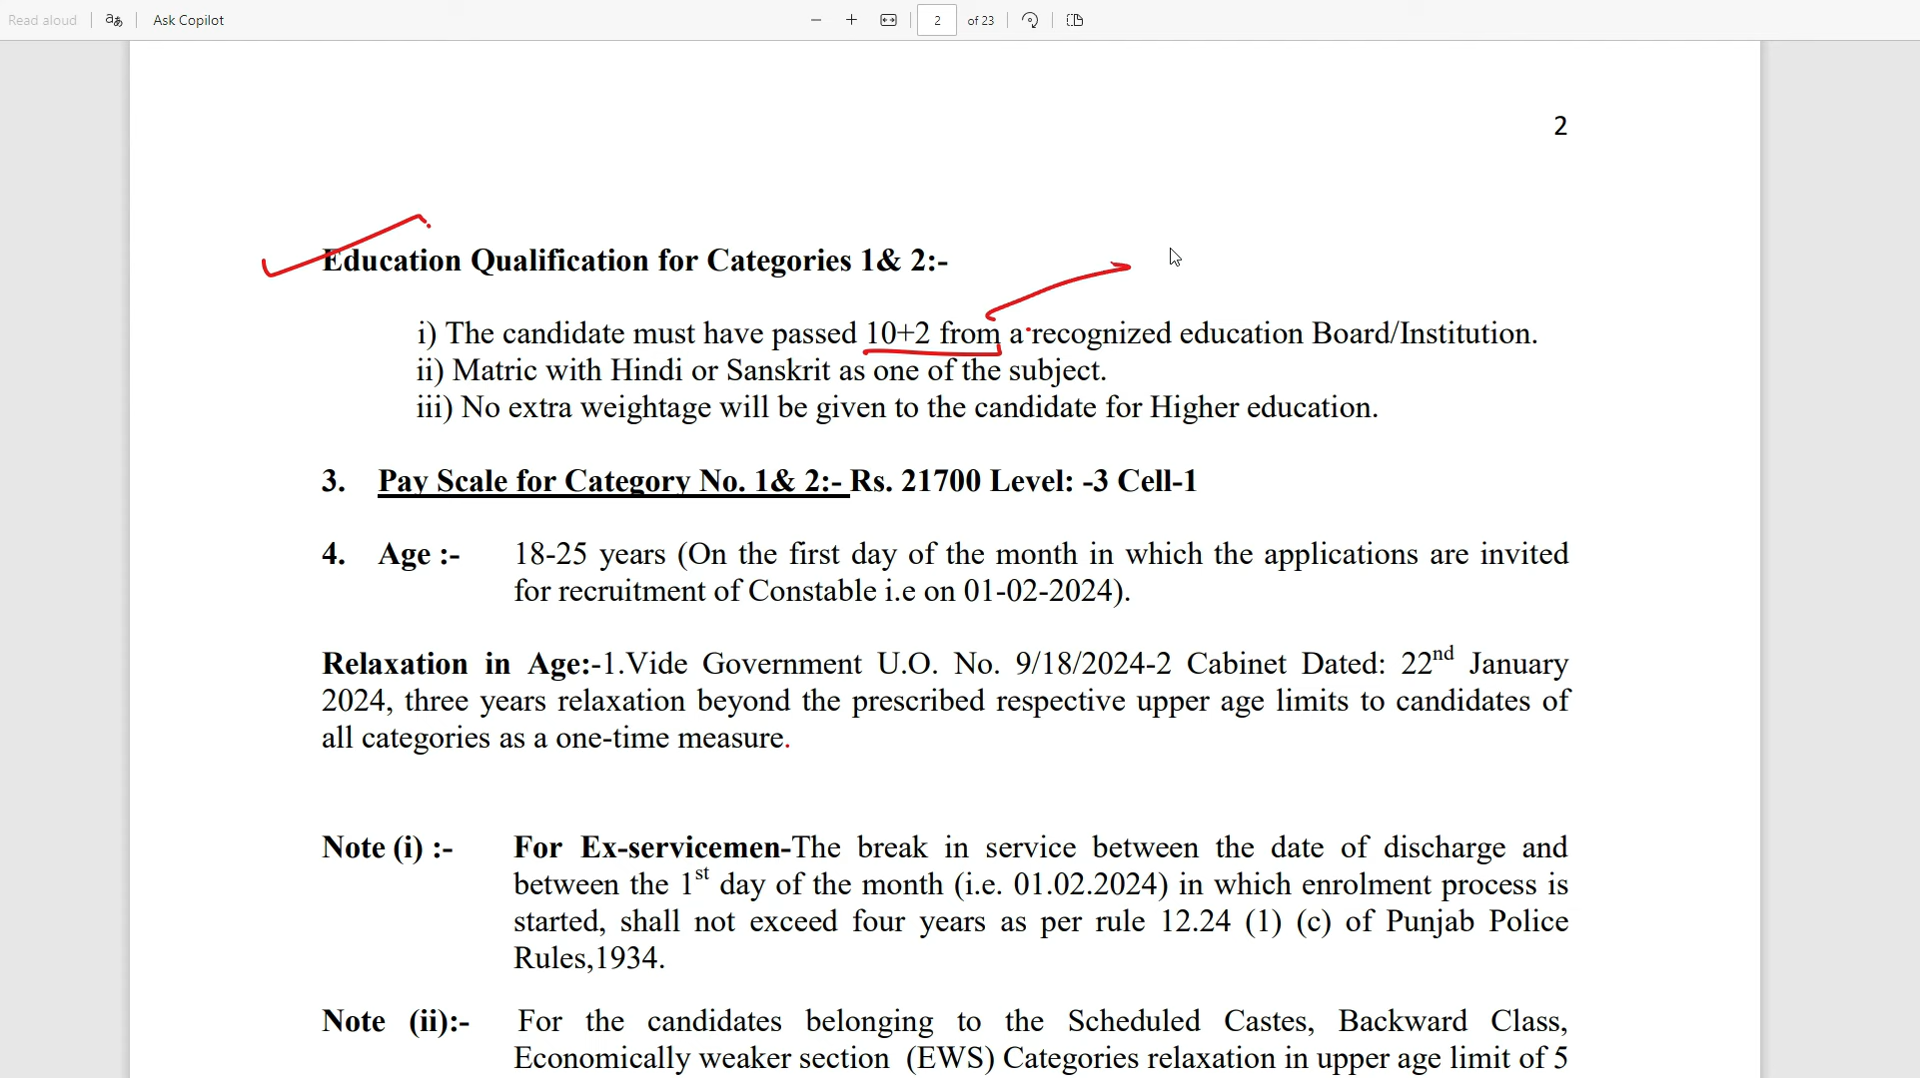 Read aloud Ask Copilot 2 of 23
2
Education Qualification for Categories 1& 2:-
i) The candidate must have passed 10+2 from a recognized education Board/Institution.
ii) Matric with Hindi or Sanskrit as one of the subject.
iii) No extra weightage will be given to the candidate for Higher education.
3. Pay Scale for Category No. 1& 2:- Rs. 21700 Level: -3 Cell-1
4. Age :- 18-25 years (On the first day of the month in which the applications are invited
for recruitment of Constable i.e on 01-02-2024).
Relaxation in Age:-1.Vide Government U.O. No. 9/18/2024-2 Cabinet Dated: 22nd January
2024, three years relaxation beyond the prescribed respective upper age limits to candidates of
all categories as a one-time measure.
Note (i) :- For Ex-servicemen-The break in service between the date of discharge and
between the 1st day of the month (i.e. 01.02.2024) in which enrolment process is
started, shall not exceed four years as per rule 12.24 (1) (c) of Punjab Police
Rules,1934.
Note (ii):- For the candidates belonging to the Scheduled Castes, Backward Class,
Economically weaker section (EWS) Categories relaxation in upper age limit of 5